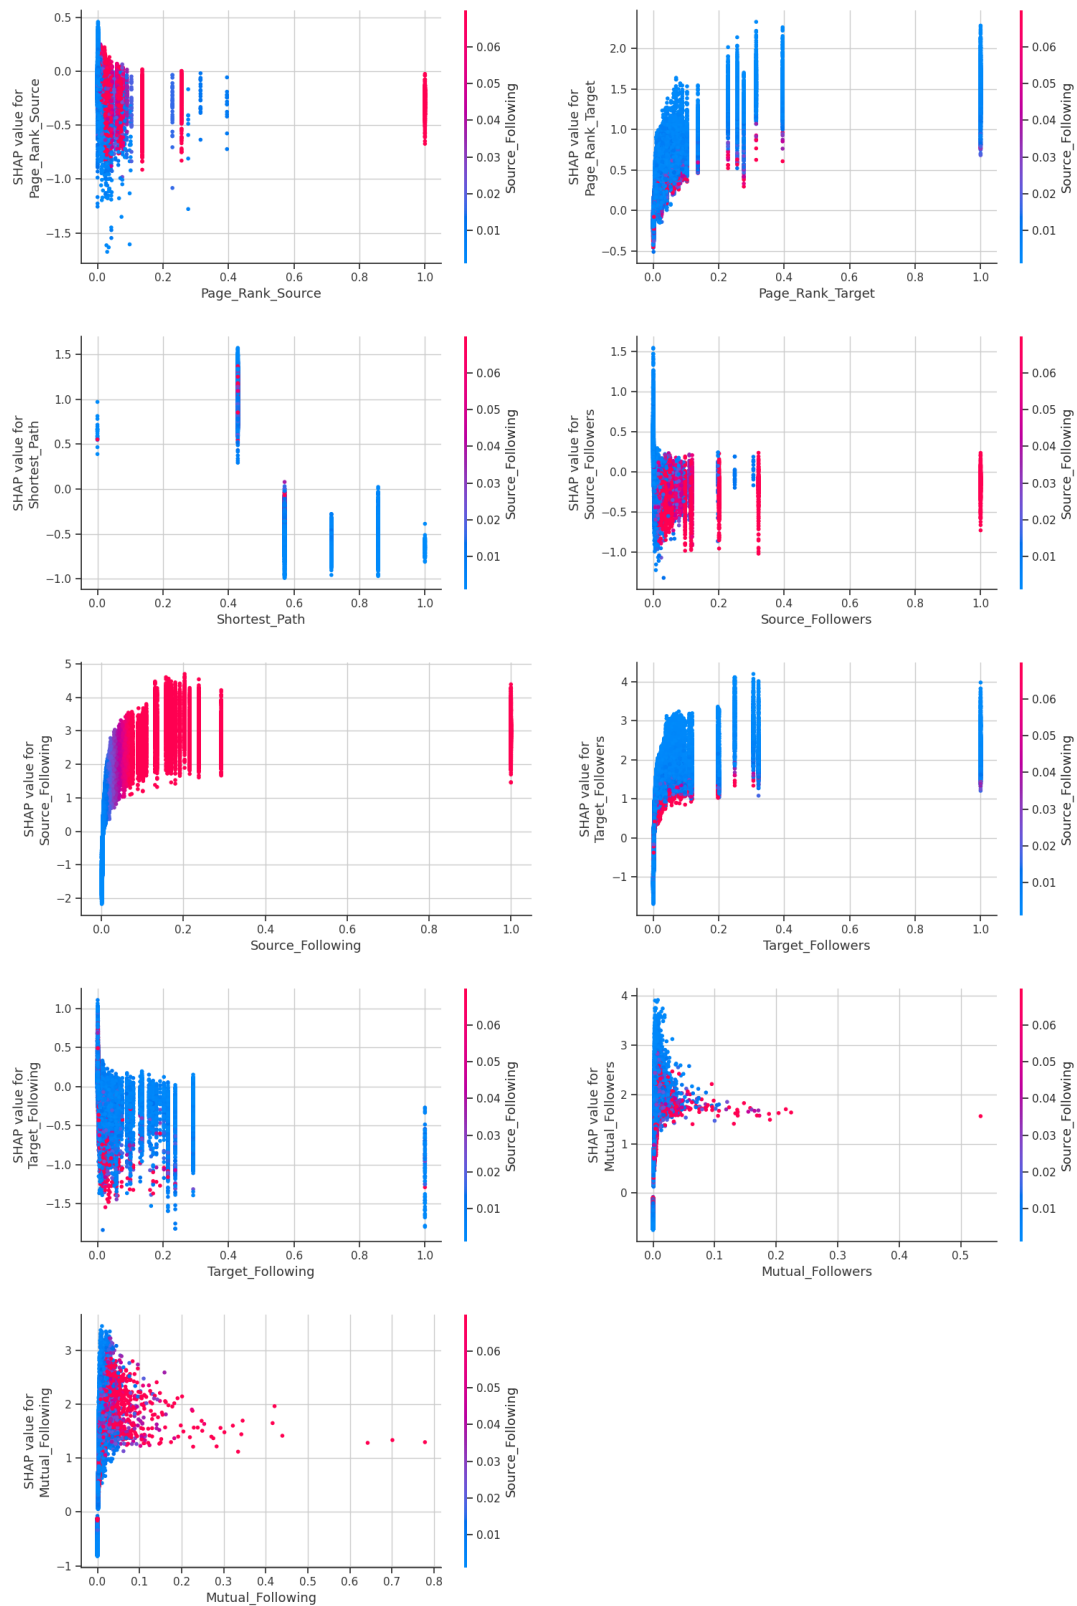 SHAP value for
Page_Rank_Source
0.5
0.0
−0.5
−1.0
−1.5
0.0 0.2 0.4 0.6 0.8 1.0
Page_Rank_Source
0.06
0.05
0.04
0.03
0.02
0.01
Source_Following
SHAP value for
Page_Rank_Target
2.0
1.5
1.0
0.5
0.0
−0.5
0.0 0.2 0.4 0.6 0.8 1.0
Page_Rank_Target
0.06
0.05
0.04
0.03
0.02
0.01
Source_Following
SHAP value for
Shortest_Path
1.5
1.0
0.5
0.0
−0.5
−1.0
0.0 0.2 0.4 0.6 0.8 1.0
Shortest_Path
0.06
0.05
0.04
0.03
0.02
0.01
Source_Following
SHAP value for
Source_Followers
1.5
1.0
0.5
0.0
−0.5
−1.0
0.0 0.2 0.4 0.6 0.8 1.0
Source_Followers
0.06
0.05
0.04
0.03
0.02
0.01
Source_Following
SHAP value for
Source_Following
5
4
3
2
1
0
−1
−2
0.0 0.2 0.4 0.6 0.8 1.0
Source_Following
SHAP value for
Target_Followers
4
3
2
1
0
−1
0.0 0.2 0.4 0.6 0.8 1.0
Target_Followers
0.06
0.05
0.04
0.03
0.02
0.01
Source_Following
SHAP value for
Target_Following
1.0
0.5
0.0
−0.5
−1.0
−1.5
0.0 0.2 0.4 0.6 0.8 1.0
Target_Following
0.06
0.05
0.04
0.03
0.02
0.01
Source_Following
SHAP value for
Mutual_Followers
4
3
2
1
0
0.0 0.1 0.2 0.3 0.4 0.5
Mutual_Followers
0.06
0.05
0.04
0.03
0.02
0.01
Source_Following
SHAP value for
Mutual_Following
3
2
1
0
−1
0.0 0.1 0.2 0.3 0.4 0.5 0.6 0.7 0.8
Mutual_Following
0.06
0.05
0.04
0.03
0.02
0.01
Source_Following